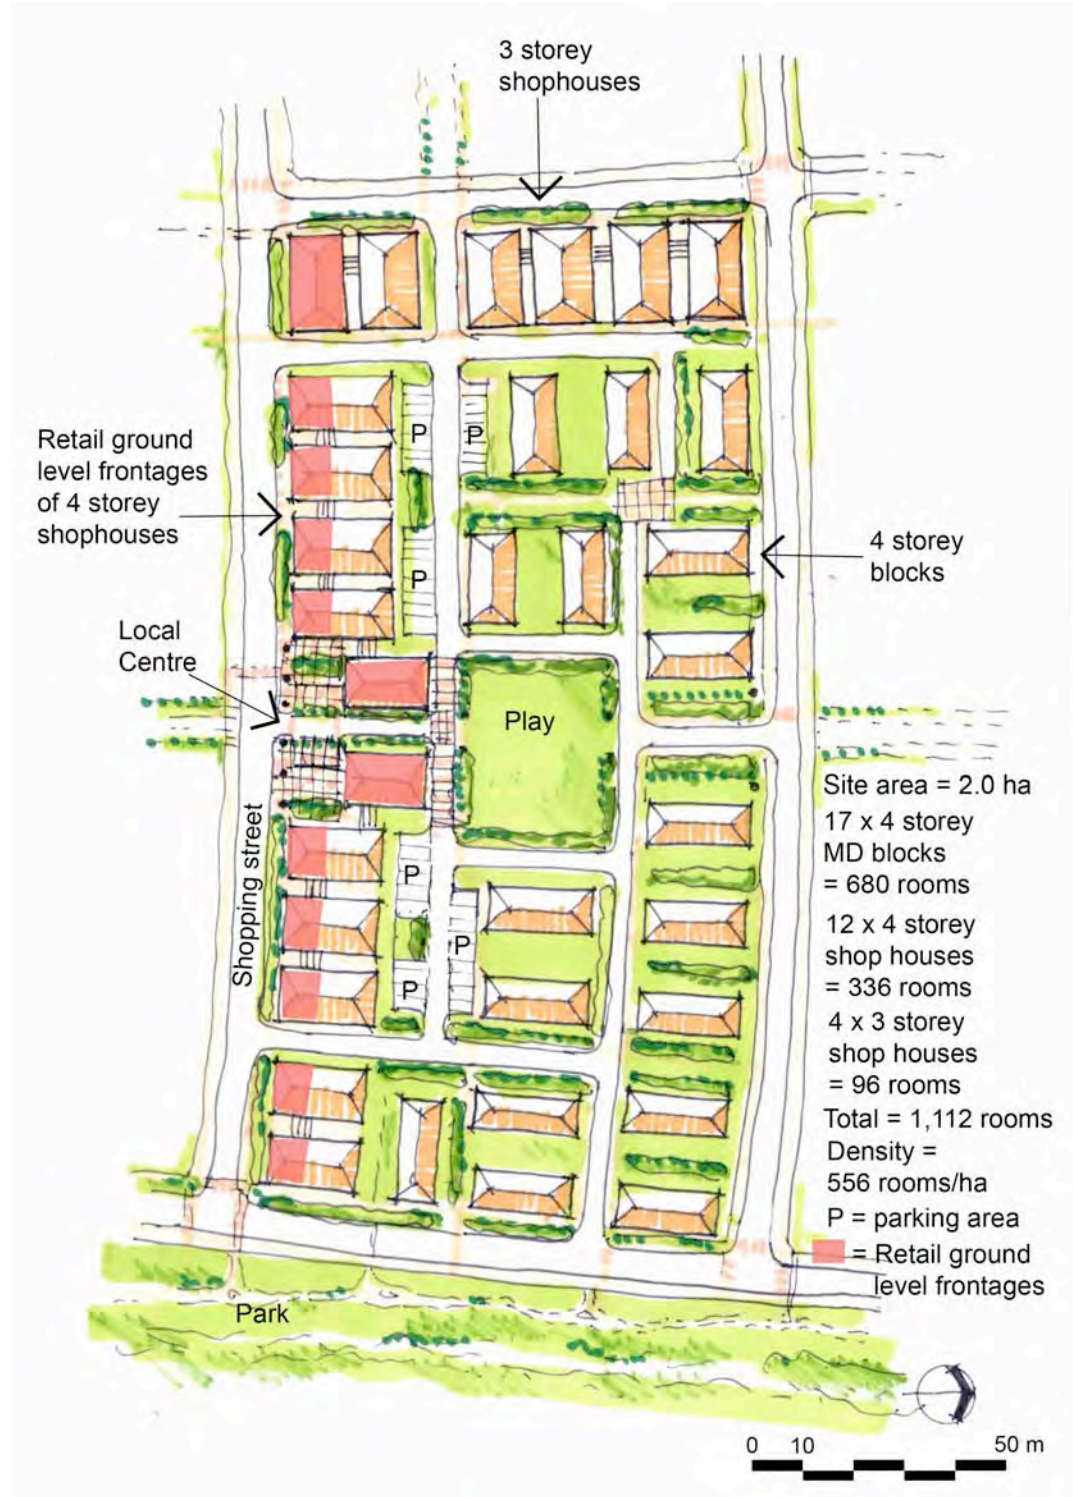 3 storey
shophouses
Retail ground
level frontages
of 4 storey
shophouses
P
P
P
4 storey
blocks
Local
Centre
Play
Shopping street
P
P
P
Site area = 2.0 ha
17 x 4 storey
MD blocks
= 680 rooms
12 x 4 storey
shop houses
= 336 rooms
4 x 3 storey
shop houses
= 96 rooms
Total = 1,112 rooms
Density =
556 rooms/ha
P = parking area
= Retail ground
level frontages
Park
0 10 50 m